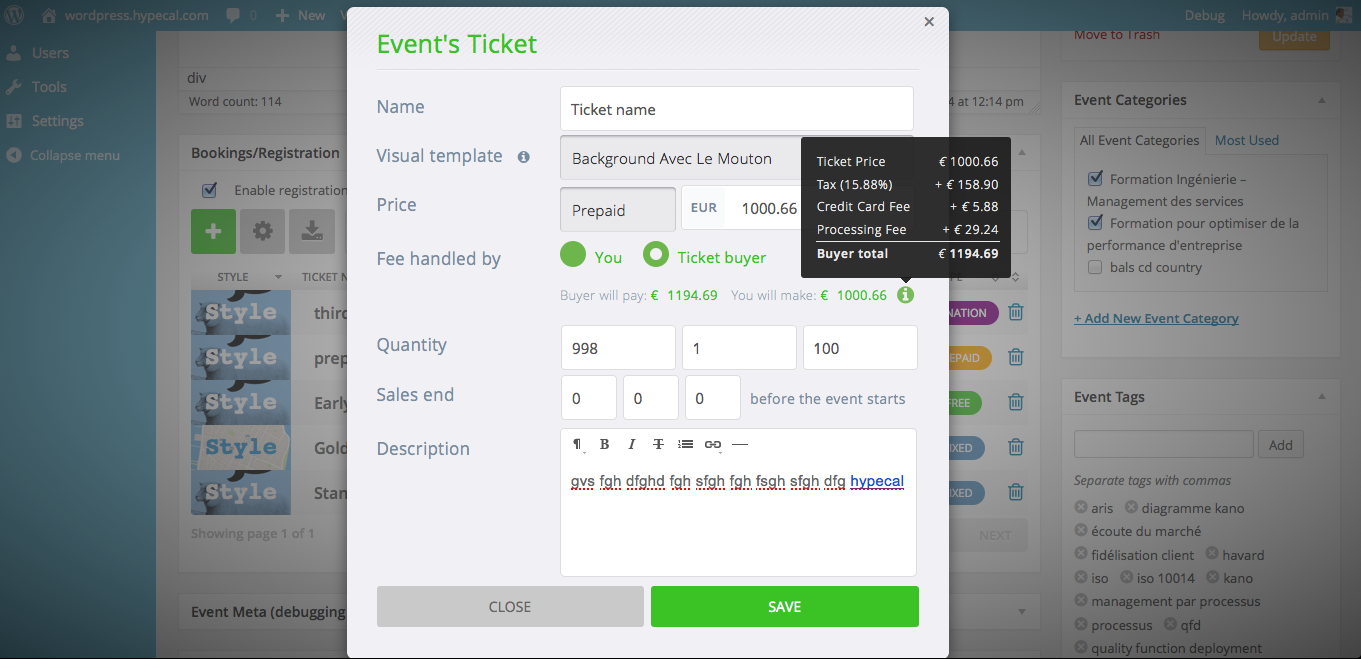 wordpress.hypecal.com 0 New
Debug Howdy, admin
Users
Tools
Settings
Collapse menu
div
Word count: 114
at 12:14 pm
Bookings/Registration
Enable registration
STYLE TICKET N
Style third
Style prep
Style Early
Style Gold
Style Stan
Showing page 1 of 1
NEXT
Event Meta (debugging
Event's Ticket
Name Ticket name
Visual template Background Avec Le Mouton
Price Prepaid EUR 1000.66
Fee handled by You Ticket buyer
Buyer will pay: € 1194.69 You will make: € 1000.66
Ticket Price € 1000.66
Tax (15.88%) + € 158.90
Credit Card Fee + € 5.88
Processing Fee + € 29.24
Buyer total € 1194.69
Quantity 998 1 100
Sales end 0 0 0 before the event starts
Description
¶ B I T
gvs fgh dfghd fgh sfgh fgh fsgh sfgh dfg hypecal
CLOSE SAVE
NATION
EPAID
FREE
IXED
IXED
Move to Trash Update
Event Categories
All Event Categories Most Used
Formation Ingénierie –
Management des services
Formation pour optimiser de la
performance d'entreprise
bals cd country
+ Add New Event Category
Event Tags
Add
Separate tags with commas
aris diagramme kano
écoute du marché
fidélisation client havard
iso iso 10014 kano
management par processus
processus qfd
quality function deployment